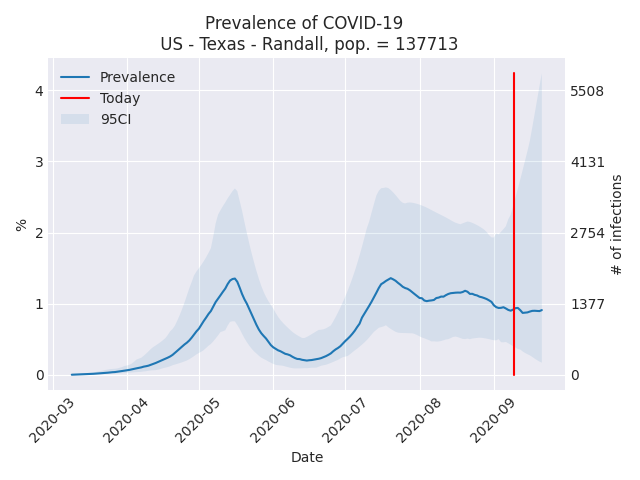 Prevalence of COVID-19
US - Texas - Randall, pop. = 137713
Prevalence
Today
95CI
%
4
3
2
1
0
5508
4131
2754
1377
0
# of infections
2020-03
2020-04
2020-05
2020-06
2020-07
2020-08
2020-09
Date